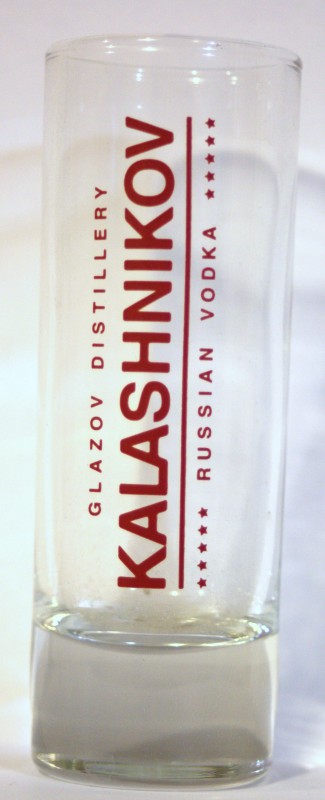 GLAZOV DISTILLERY
KALASHNIKOV
★★★★★ RUSSIAN VODKA ★★★★★